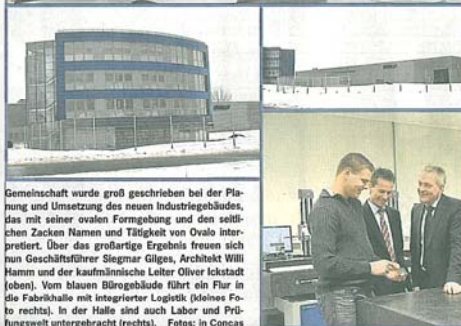 Gemeinschaft wurde groß geschrieben bei der Pla-
nung und Umsetzung des neuen Industriegebäudes,
das mit seiner ovalen Formgebung und den seitli-
chen Zacken Namen und Tätigkeit von Ovalo inter-
pretiert. Über das großartige Ergebnis freuen sich
nun Geschäftsführer Siegmar Gilges, Architekt Willi
Hamm und der kaufmännische Leiter Oliver Ickstadt
(oben). Vom blauen Bürogebäude führt ein Flur in
die Fabrikhalle mit integrierter Logistik (kleines Fo-
to rechts). In der Halle sind auch Labor und Prü-
fungswelt untergebracht (rechts). Fotos: in Concas